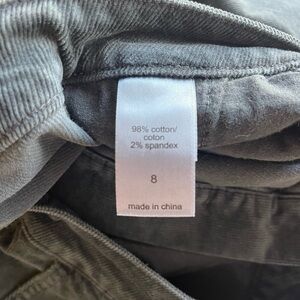 98% cotton/
coton
2% spandex
8
made in china